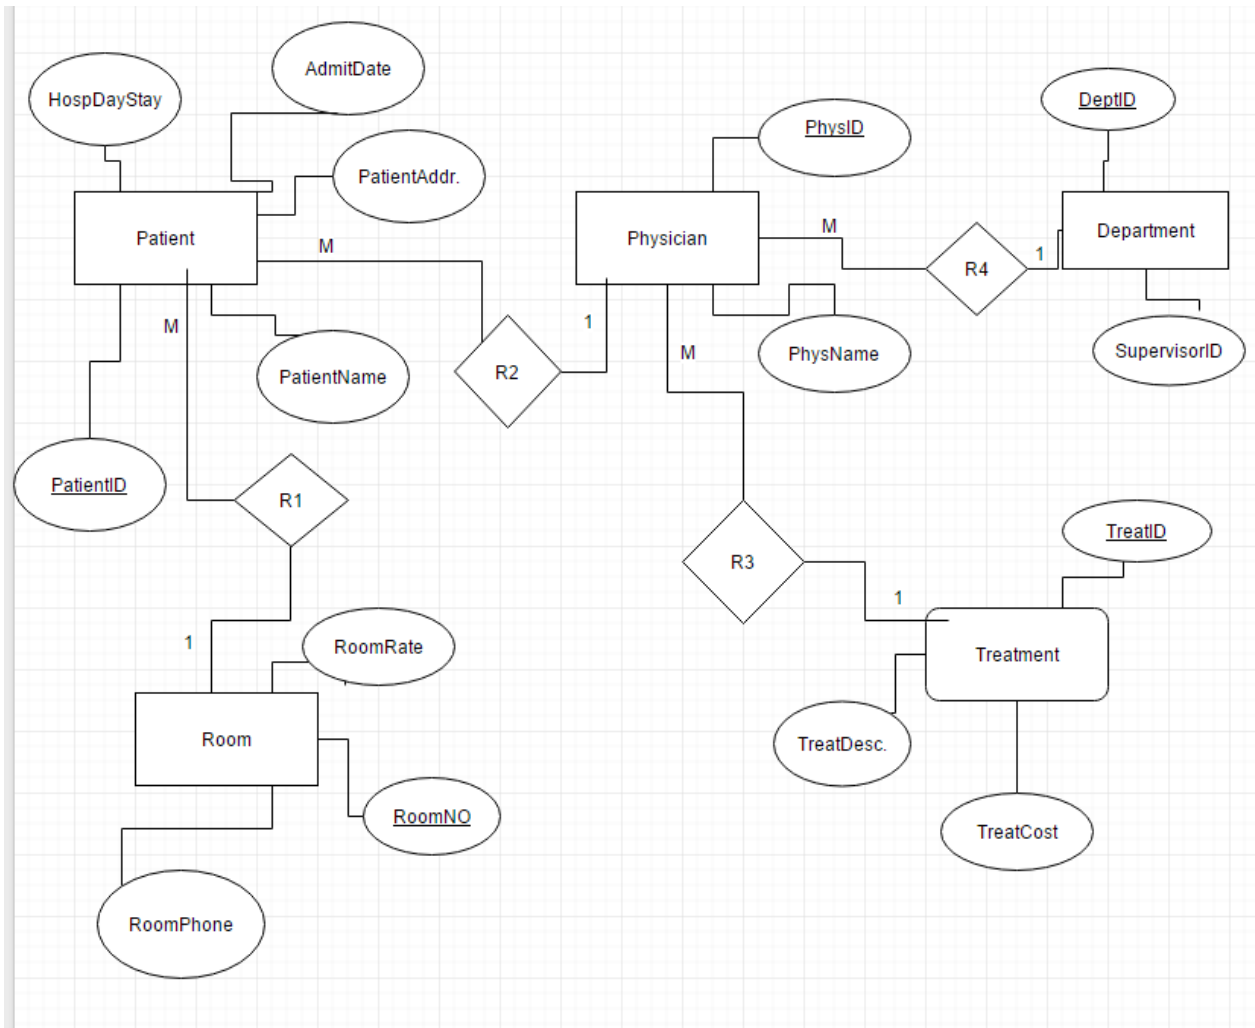 AdmitDate
HospDayStay
DeptID
PhysID
PatientAddr.
Patient
M
Physician
M
R4
1
Department
M
1
R2
M
PhysName
SupervisorID
PatientName
PatientID
R1
R3
TreatID
1
1
RoomRate
Treatment
Room
TreatDesc.
RoomNO
TreatCost
RoomPhone